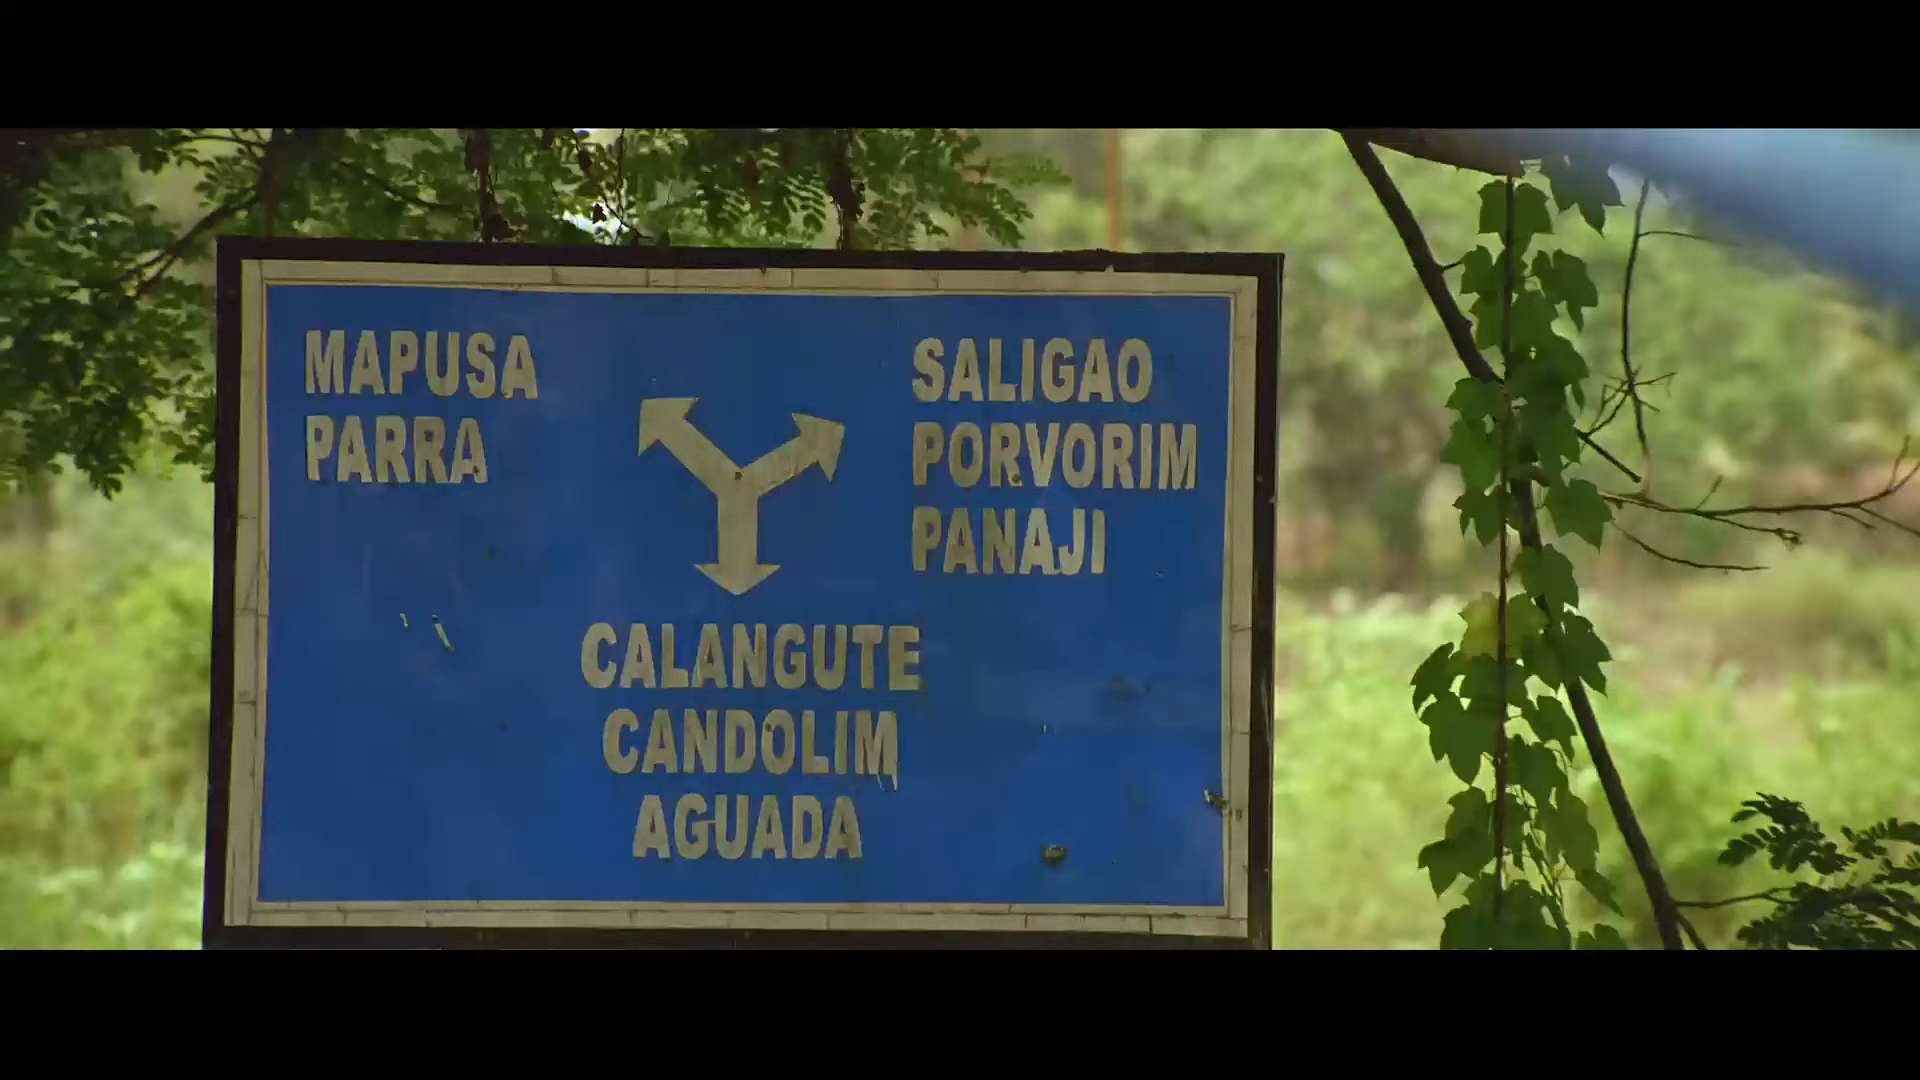 MAPUSA
PARRA
SALIGAO
PORVORIM
PANAJI
CALANGUTE
CANDOLIM
AGUADA